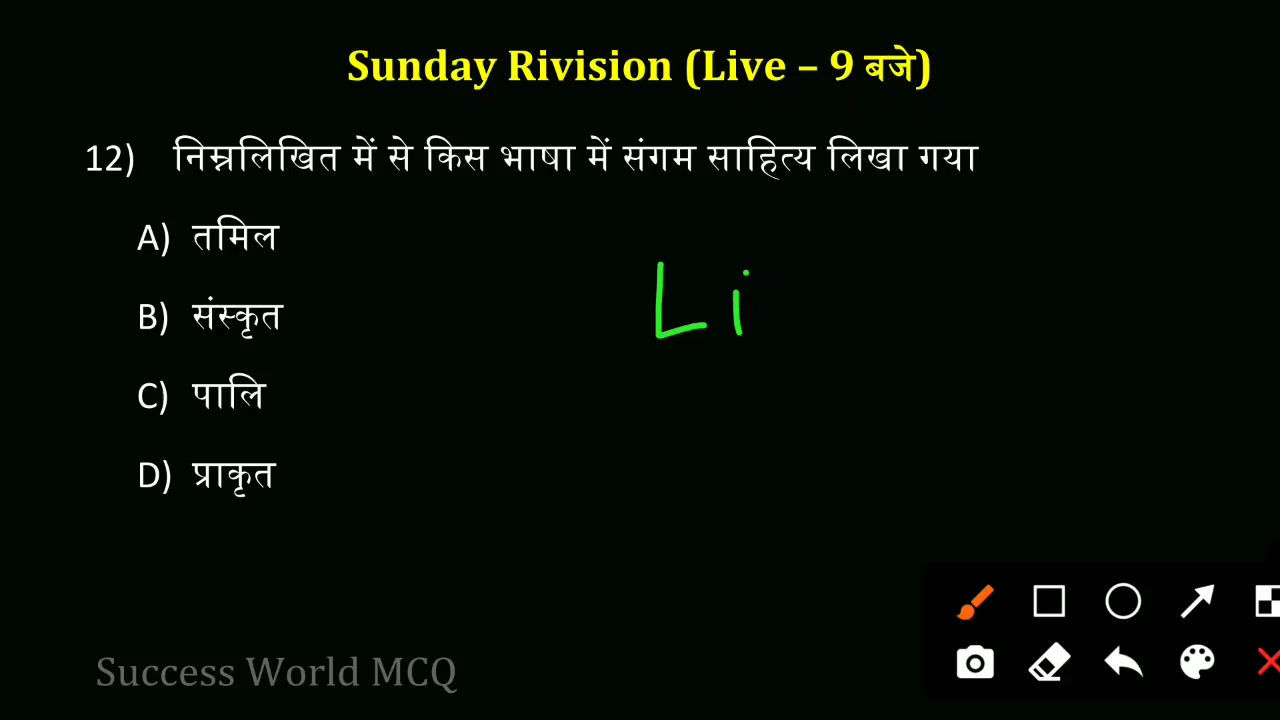 Sunday Rivision (Live – 9 बजे)
12) निम्नलिखित में से किस भाषा में संगम साहित्य लिखा गया
A) तमिल
Li
B) संस्कृत
C) पालि
D) प्राकृत
Success World MCQ